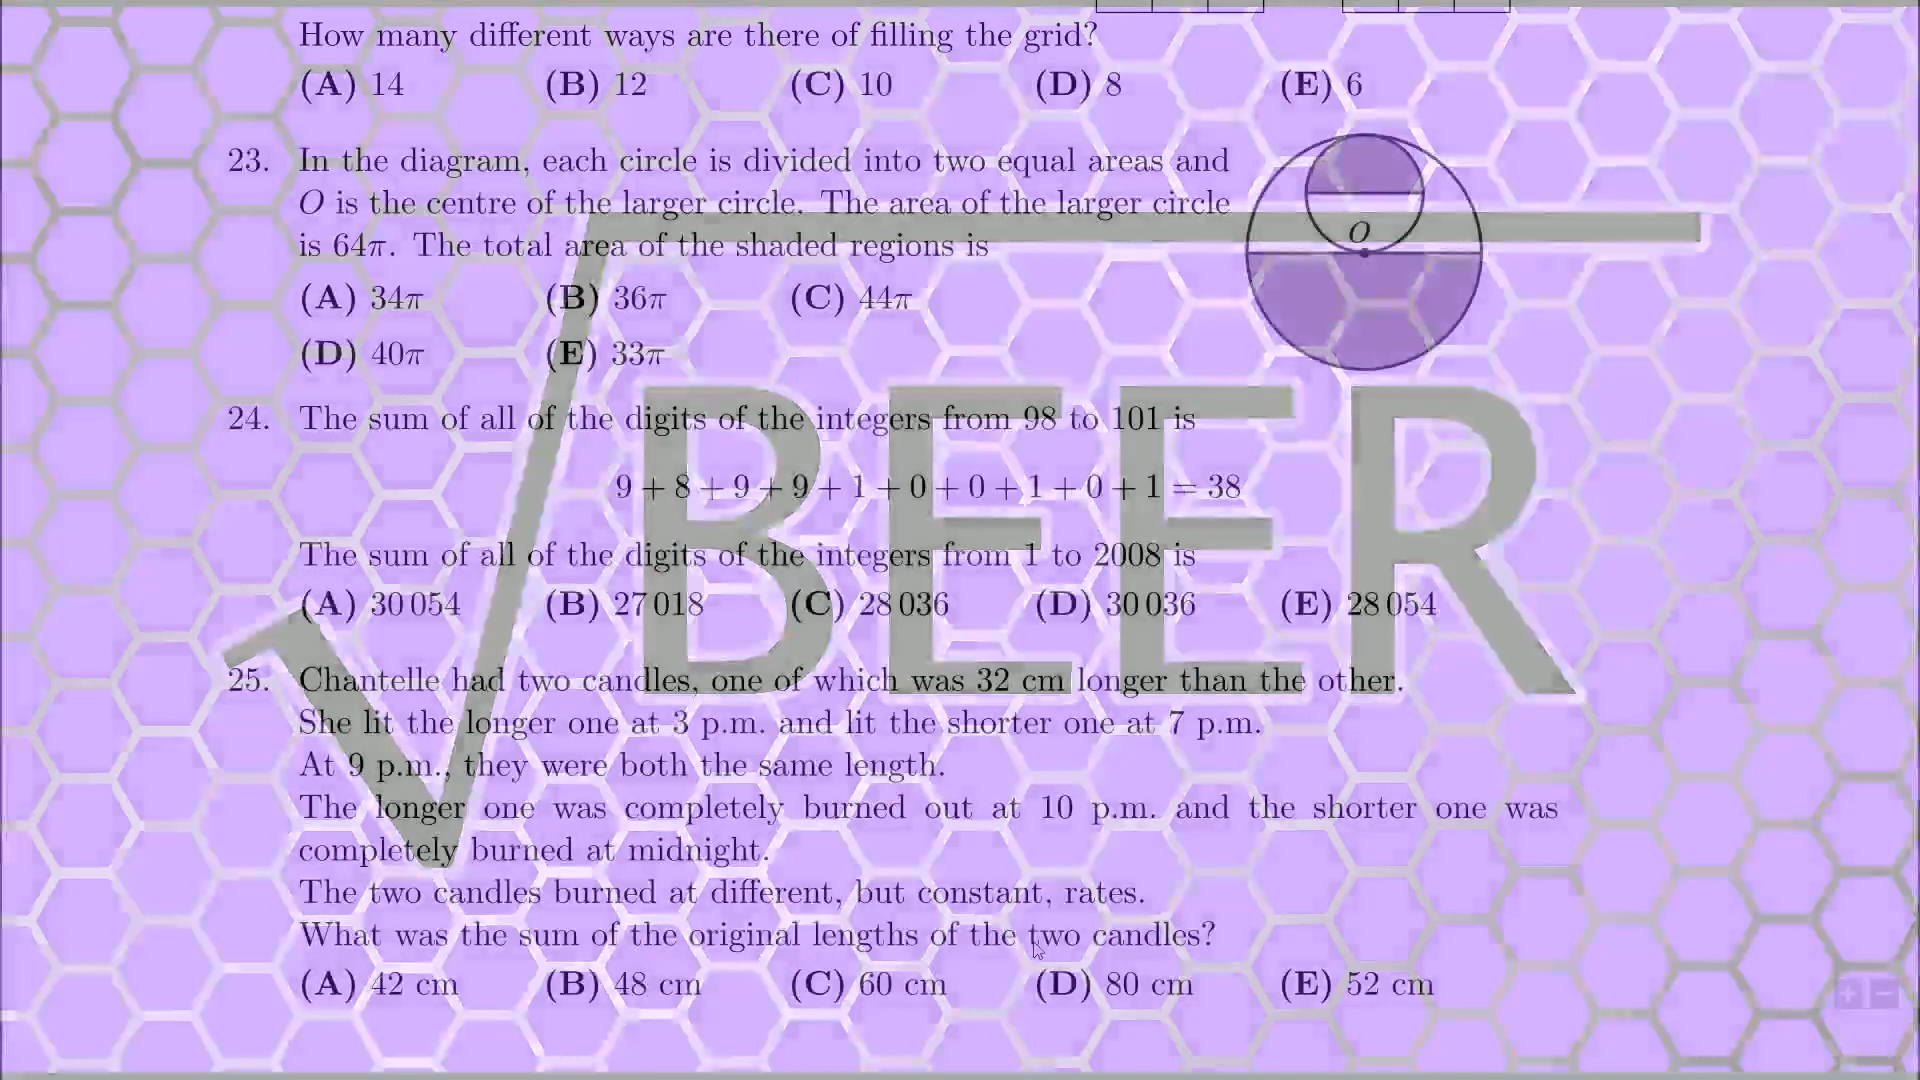 How many different ways are there of filling the grid?
(A) 14 (B) 12 (C) 10 (D) 8 (E) 6
23. In the diagram, each circle is divided into two equal areas and
O is the centre of the larger circle. The area of the larger circle
is 64π. The total area of the shaded regions is
(A) 34π (B) 36π (C) 44π
(D) 40π (E) 33π
O
24. The sum of all of the digits of the integers from 98 to 101 is
9 + 8 + 9 + 9 + 1 + 0 + 0 + 1 + 0 + 1 = 38
The sum of all of the digits of the integers from 1 to 2008 is
(A) 30 054 (B) 27 018 (C) 28 036 (D) 30 036 (E) 28 054
25. Chantelle had two candles, one of which was 32 cm longer than the other.
She lit the longer one at 3 p.m. and lit the shorter one at 7 p.m.
At 9 p.m., they were both the same length.
The longer one was completely burned out at 10 p.m. and the shorter one was
completely burned at midnight.
The two candles burned at different, but constant, rates.
What was the sum of the original lengths of the two candles?
(A) 42 cm (B) 48 cm (C) 60 cm (D) 80 cm (E) 52 cm
√BEER